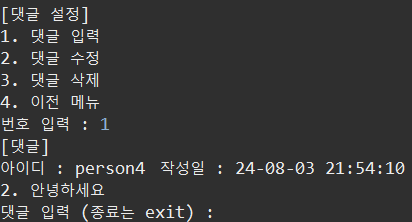 [댓글 설정]
1. 댓글 입력
2. 댓글 수정
3. 댓글 삭제
4. 이전 메뉴
번호 입력 : 1
[댓글]
아이디 : person4 작성일 : 24-08-03 21:54:10
2. 안녕하세요
댓글 입력 (종료는 exit) :